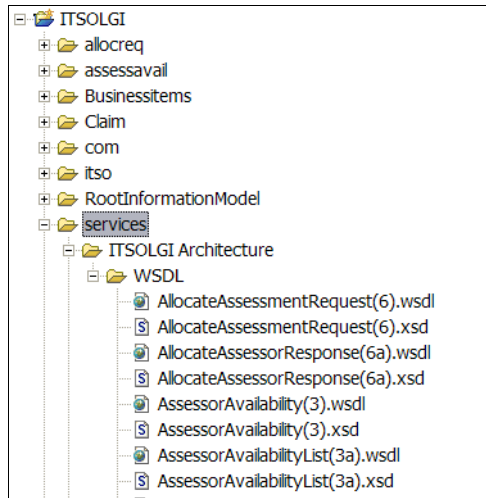 ITSOLGI
allocreq
assessavail
Businessitems
Claim
com
itso
RootInformationModel
services
ITSOLGI Architecture
WSDL
AllocateAssessmentRequest(6).wsdl
AllocateAssessmentRequest(6).xsd
AllocateAssessorResponse(6a).wsdl
AllocateAssessorResponse(6a).xsd
AssessorAvailability(3).wsdl
AssessorAvailability(3).xsd
AssessorAvailabilityList(3a).wsdl
AssessorAvailabilityList(3a).xsd